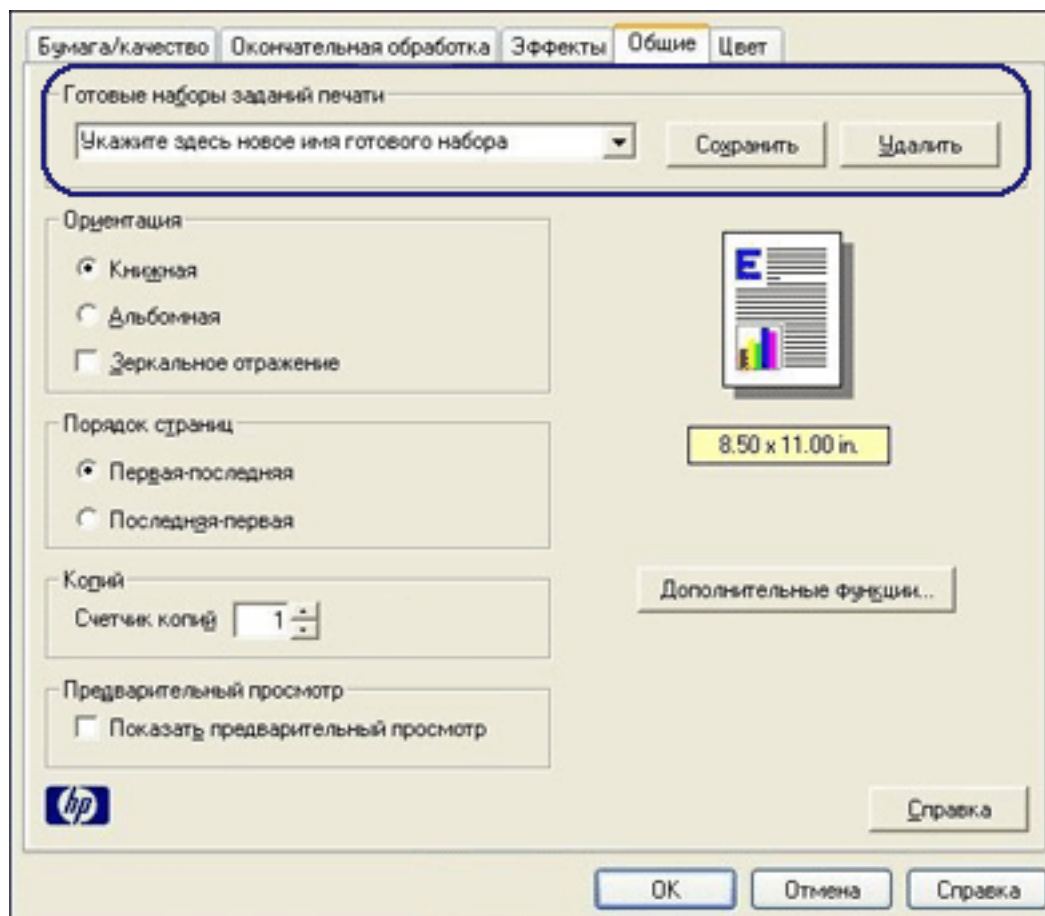 Бумага/качество Окончательная обработка Эффекты Общие Цвет
Готовые наборы заданий печати
Укажите здесь новое имя готового набора Сохранить Удалить
Ориентация
Книжная
Альбомная
Зеркальное отражение
E
8.50 x 11.00 in.
Порядок страниц
Первая-последняя
Последняя-первая
Копий
Счетчик копий 1
Дополнительные функции...
Предварительный просмотр
Показать предварительный просмотр
hp
Справка
OK Отмена Справка